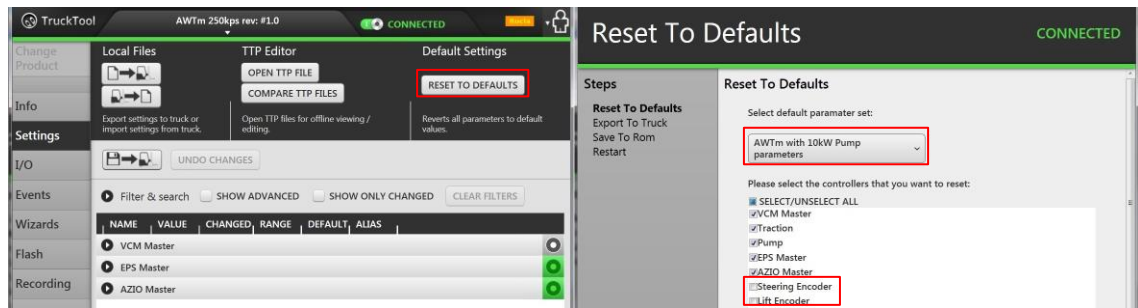 TruckTool
AWTm 250kps rev: #1.0
CONNECTED
Change
Product
Info
Settings
I/O
Events
Wizards
Flash
Recording
Local Files
Export settings to truck or
import settings from truck.
TTP Editor
OPEN TTP FILE
COMPARE TTP FILES
Open TTP files for offline viewing /
editing.
Default Settings
RESET TO DEFAULTS
Reverts all parameters to default
values.
UNDO CHANGES
Filter & search SHOW ADVANCED SHOW ONLY CHANGED CLEAR FILTERS
NAME VALUE CHANGED RANGE DEFAULT ALIAS
VCM Master
EPS Master
AZIO Master
Reset To Defaults
CONNECTED
Steps
Reset To Defaults
Export To Truck
Save To Rom
Restart
Reset To Defaults
Select default paramater set:
AWTm with 10kW Pump
parameters
Please select the controllers that you want to reset:
SELECT/UNSELECT ALL
VCM Master
Traction
Pump
EPS Master
AZIO Master
Steering Encoder
Lift Encoder